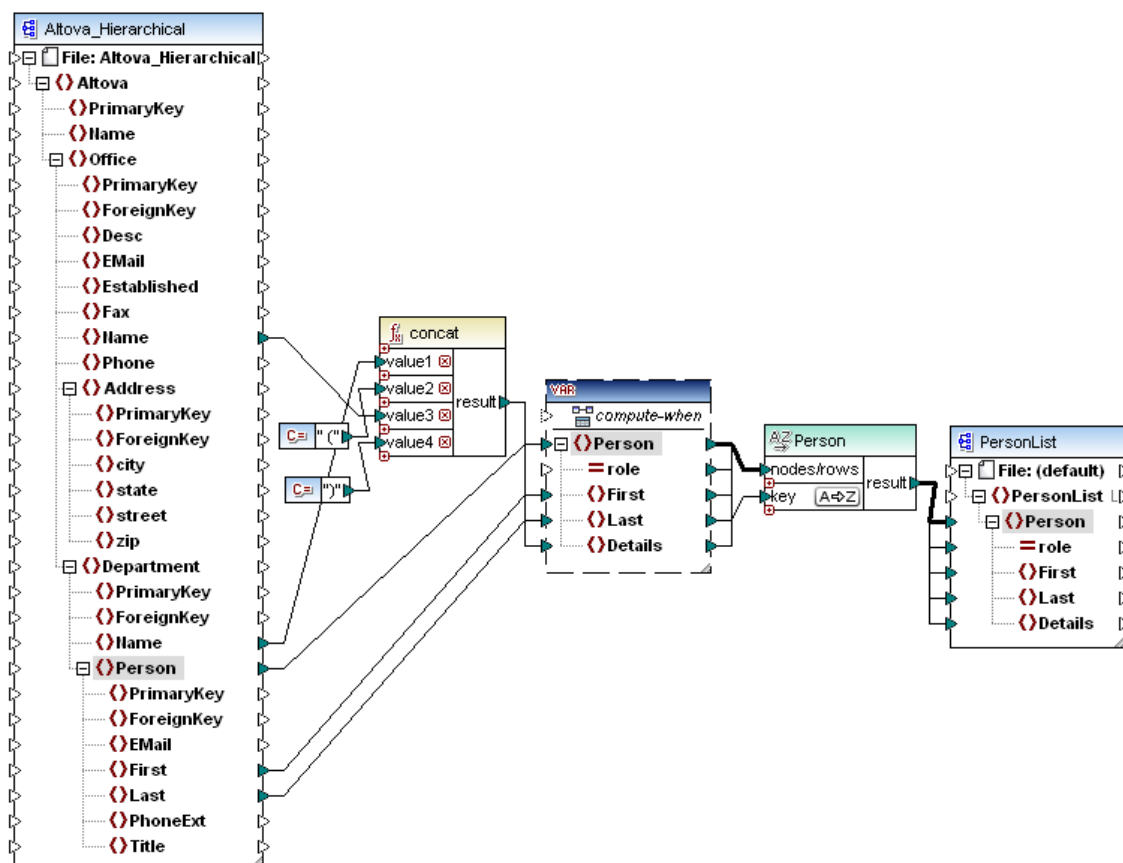 Altova_Hierarchical
File: Altova_Hierarchical
Altova
PrimaryKey
Name
Office
PrimaryKey
ForeignKey
Desc
EMail
Established
Fax
Name
Phone
Address
PrimaryKey
ForeignKey
city
state
street
zip
Department
PrimaryKey
ForeignKey
Name
Person
PrimaryKey
ForeignKey
EMail
First
Last
PhoneExt
Title
C= " ("
C= ")"
concat
value1
value2
value3
value4
result
VAR
compute-when
Person
role
First
Last
Details
AZ Person
nodes/rows
key A⇨Z
result
PersonList
File: (default)
PersonList
Person
role
First
Last
Details